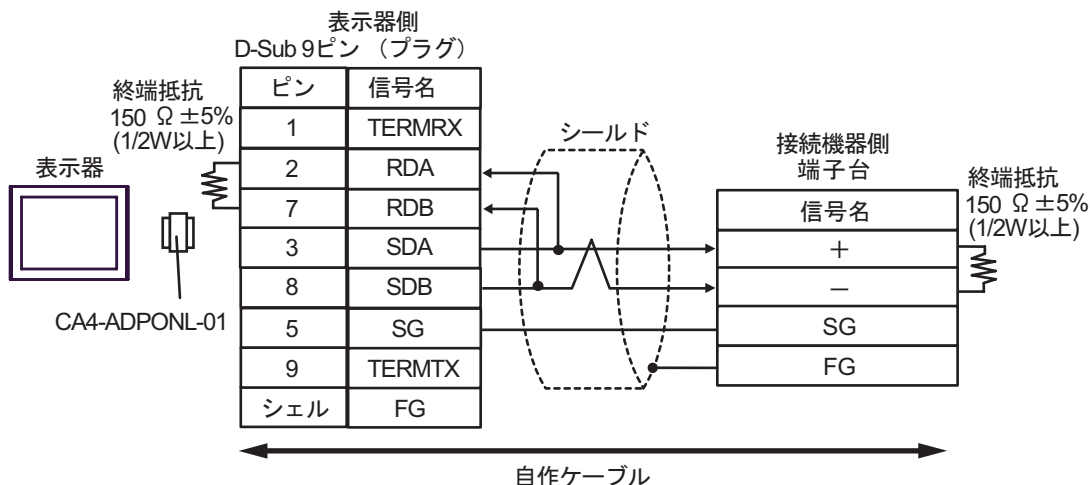 表示器側
D-Sub 9ピン （プラグ）
終端抵抗
150 Ω ±5%
(1/2W以上)
表示器
CA4-ADPONL-01
ピン 信号名
1 TERMRX
2 RDA
7 RDB
3 SDA
8 SDB
5 SG
9 TERMTX
シェル FG
シールド
接続機器側
端子台
信号名
+
−
SG
FG
終端抵抗
150 Ω ±5%
(1/2W以上)
自作ケーブル